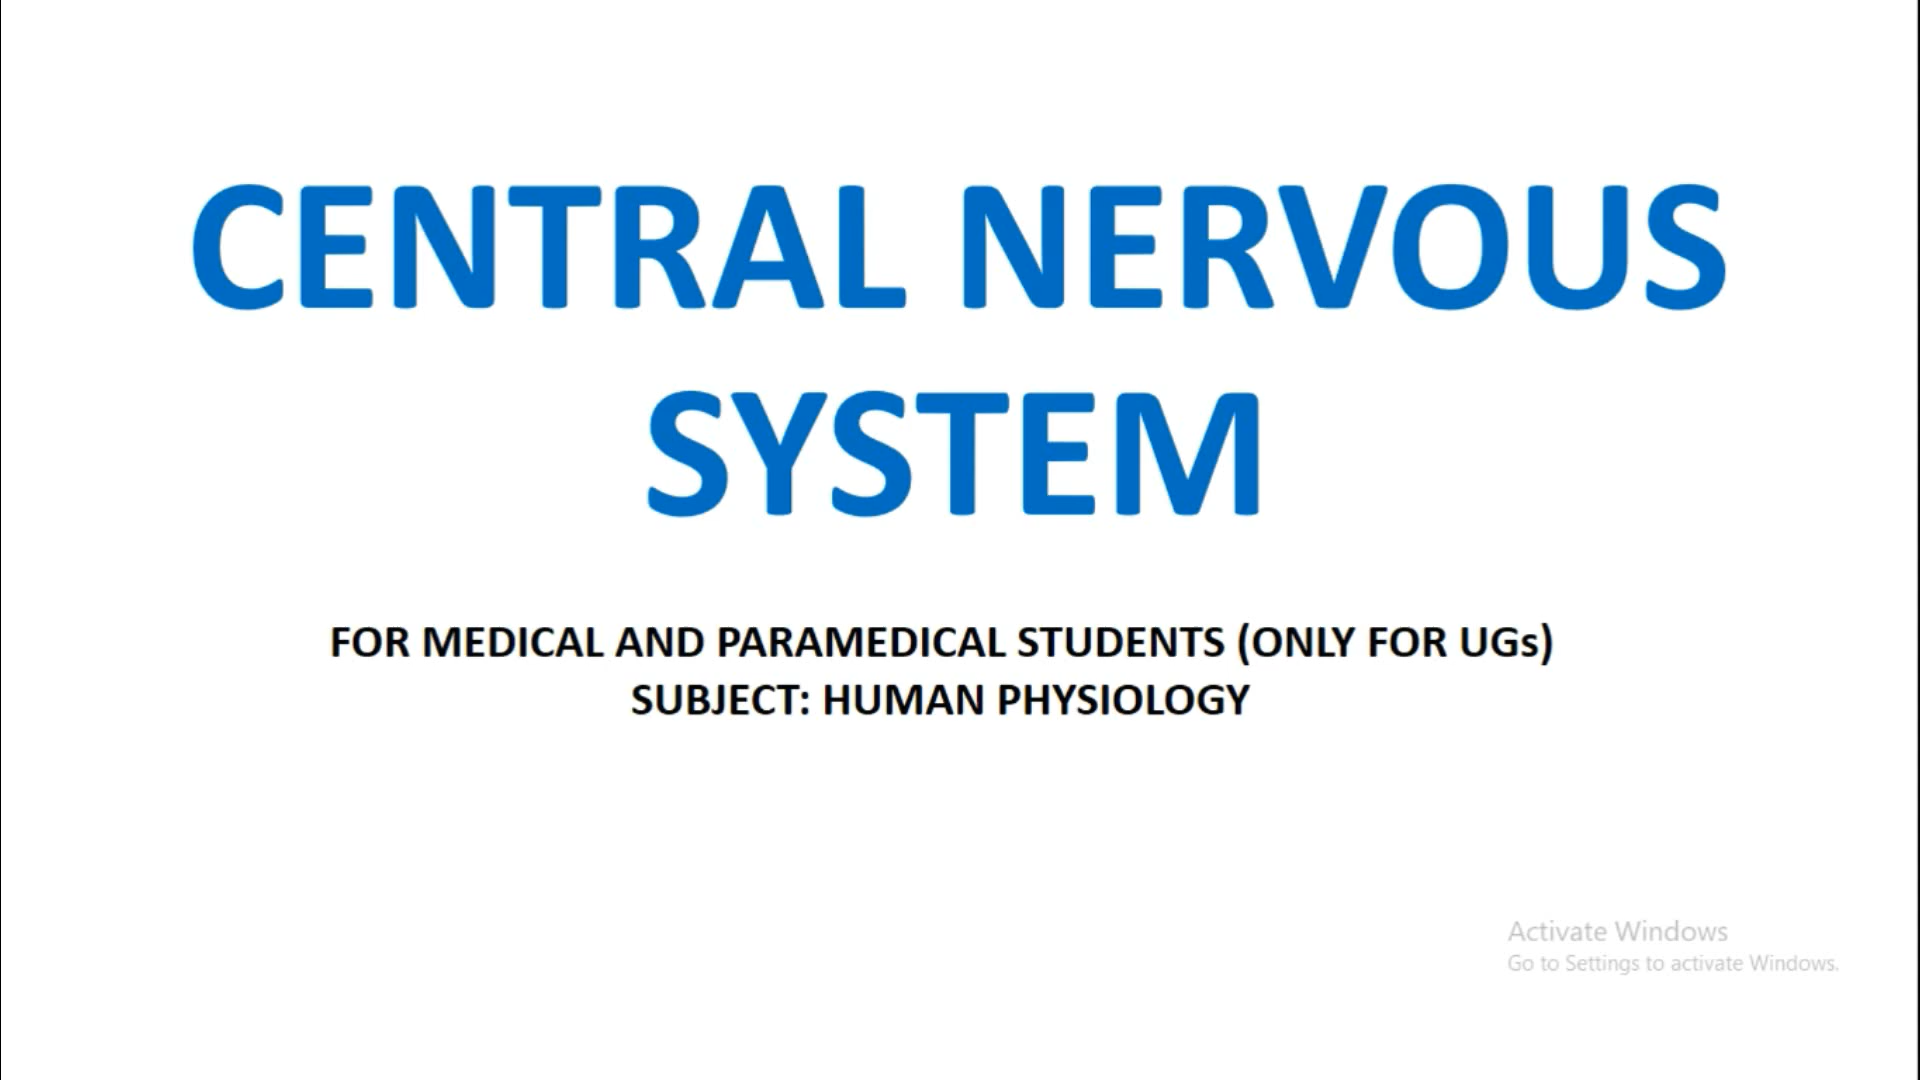 CENTRAL NERVOUS
SYSTEM
FOR MEDICAL AND PARAMEDICAL STUDENTS (ONLY FOR UGs)
SUBJECT: HUMAN PHYSIOLOGY
Activate Windows
Go to Settings to activate Windows.